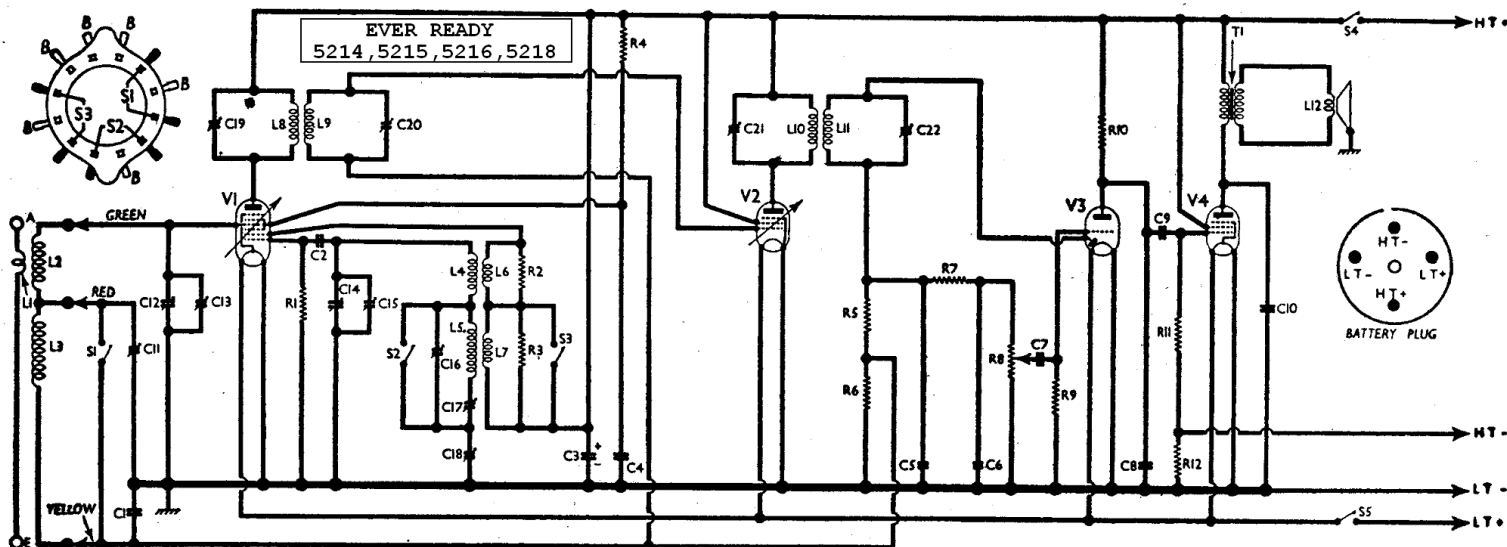 EVER READY
5214,5215,5216,5218
B
B
B
B
B
B
B
B
S1
S3
S2
A
GREEN
L2
L1
RED
L3
S1
C11
YELLOW
C1
E
C12
C13
C19
L8
L9
C20
V1
R1
C2
C14
C15
S2
C16
L4
L5
C17
C18
L6
L7
R2
R3
S3
C3
+
-
C4
R4
C21
L10
L11
C22
V2
R5
R6
R7
C5
C6
R8
C7
R9
V3
R10
C8
C9
R11
R12
V4
C10
T1
L12
S4
HT+
HT-
LT-
LT+
S5
HT-
LT-
LT+
HT+
BATTERY PLUG